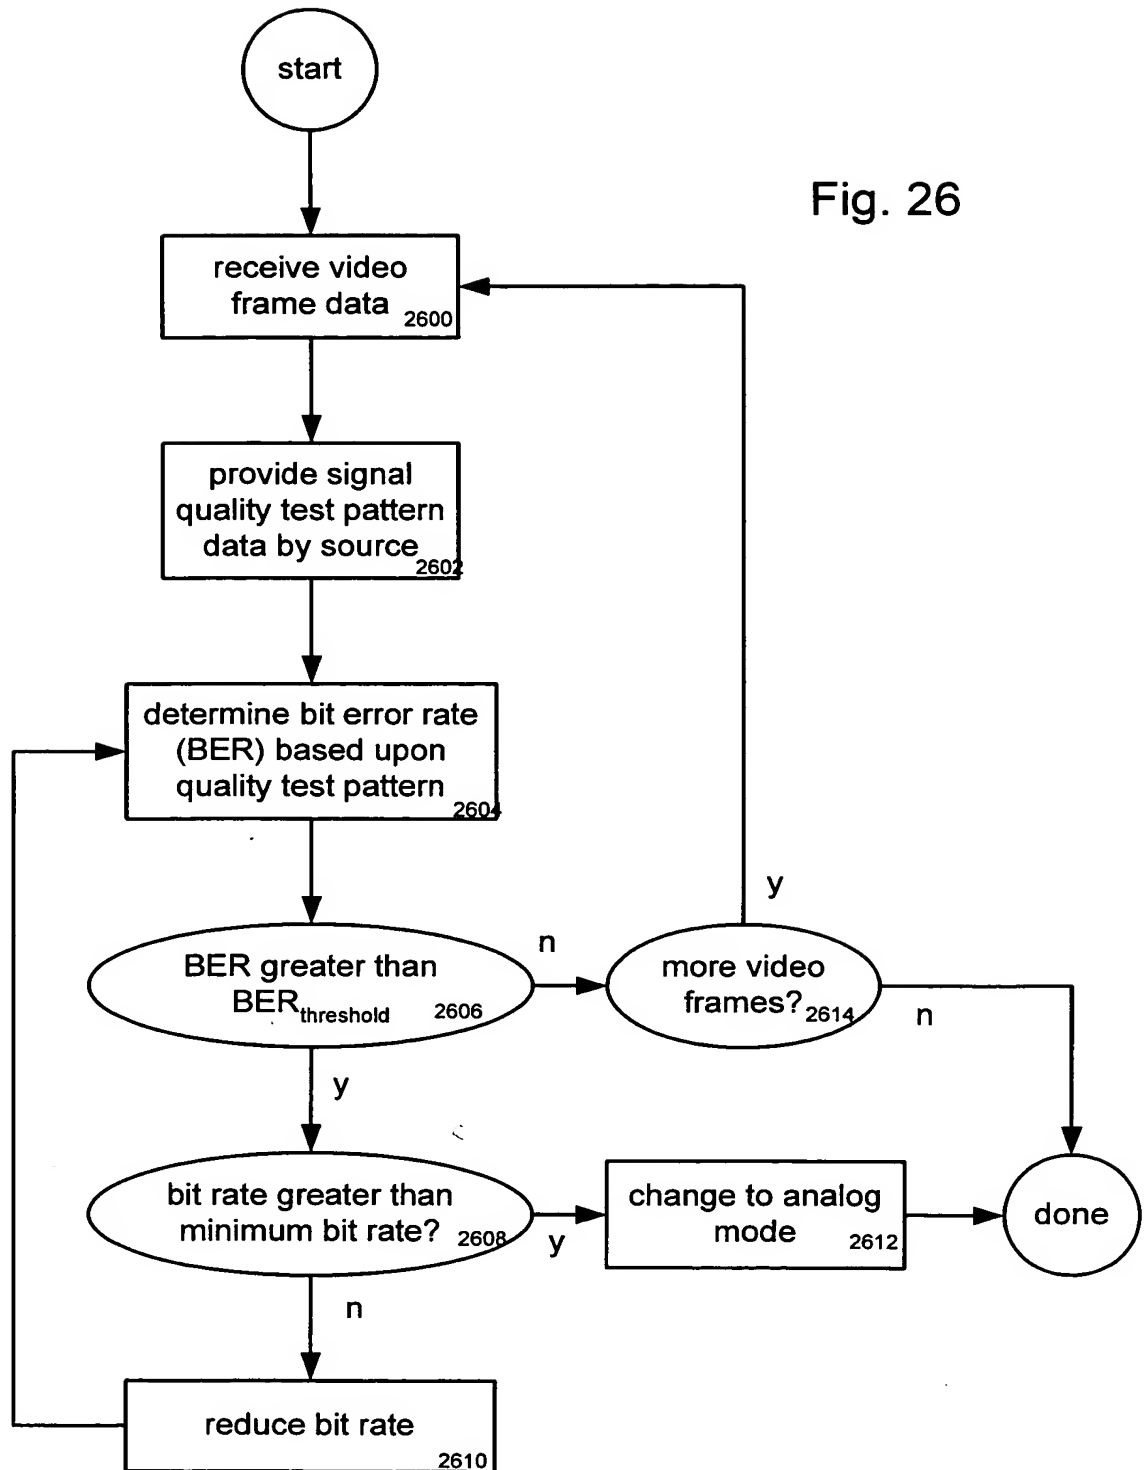 start
Fig. 26
receive video
frame data
2600
provide signal
quality test pattern
data by source
2602
determine bit error rate
(BER) based upon
quality test pattern
2604
y
BER greater than
BERthreshold
2606
n
more video
frames?
2614
n
y
bit rate greater than
minimum bit rate?
2608
y
change to analog
mode
2612
done
n
reduce bit rate
2610